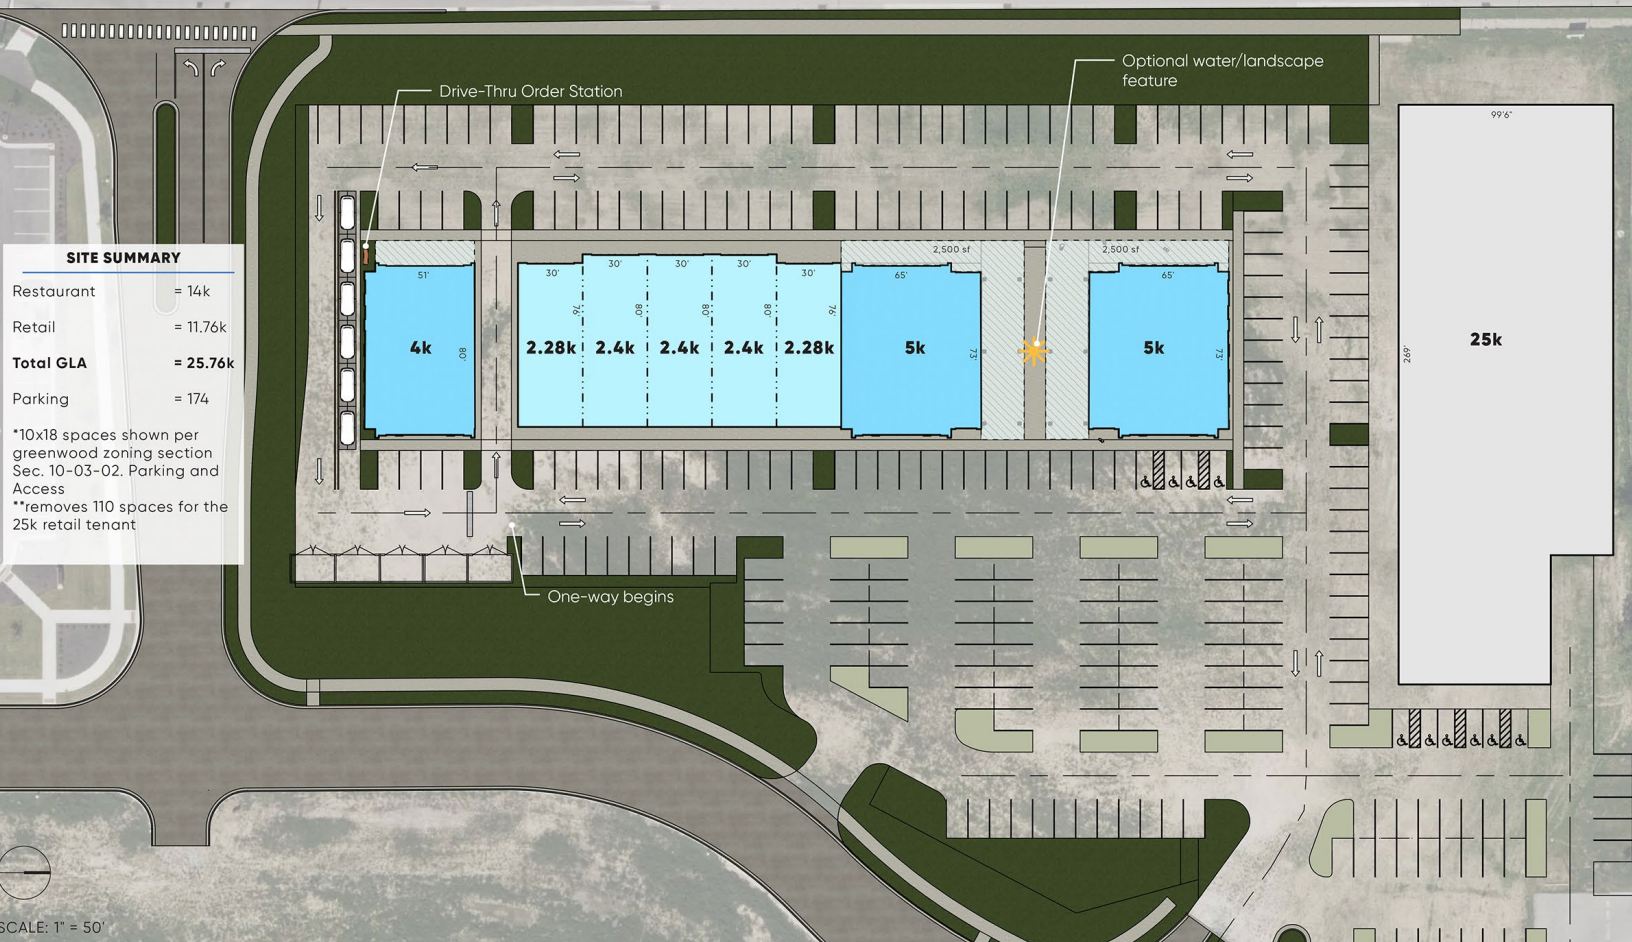 Optional water/landscape
feature
Drive-Thru Order Station
99'6"
SITE SUMMARY
Restaurant = 14k
Retail = 11.76k
Total GLA = 25.76k
Parking = 174
*10x18 spaces shown per
greenwood zoning section
Sec. 10-03-02. Parking and
Access
**removes 110 spaces for the
25k retail tenant
2,500 sf
2,500 sf
51'
30'
30'
30'
30'
30'
65'
65'
76'
80'
80'
80'
76'
80'
73'
73'
269'
4k
2.28k
2.4k
2.4k
2.4k
2.28k
5k
5k
25k
One-way begins
SCALE: 1" = 50'